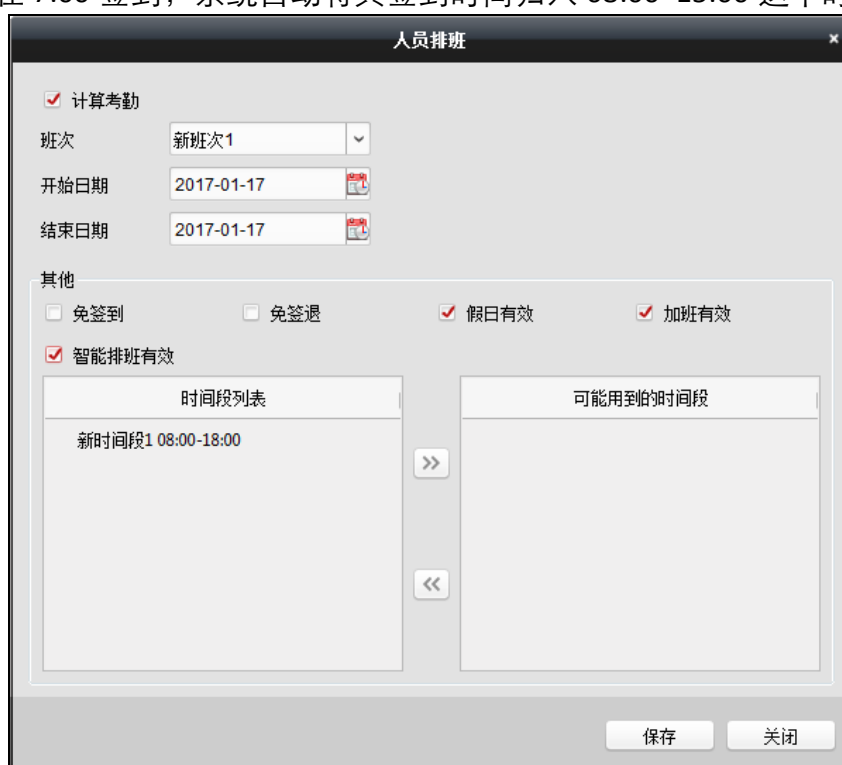 人员排班
计算考勤
班次 新班次1
开始日期 2017-01-17
结束日期 2017-01-17
其他
免签到 免签退 假日有效 加班有效
智能排班有效
时间段列表 可能用到的时间段
新时间段1 08:00-18:00
保存 关闭